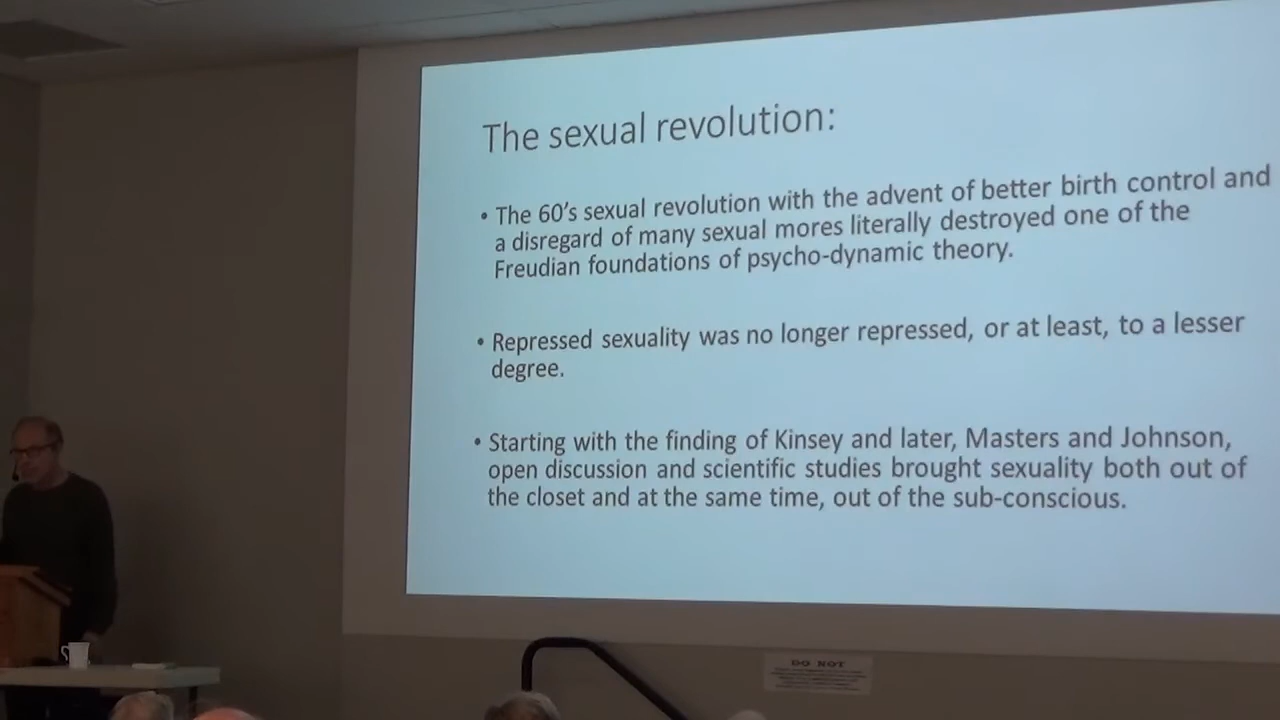 The sexual revolution:
• The 60's sexual revolution with the advent of better birth control and
a disregard of many sexual mores literally destroyed one of the
Freudian foundations of psycho-dynamic theory.
• Repressed sexuality was no longer repressed, or at least, to a lesser
degree.
• Starting with the finding of Kinsey and later, Masters and Johnson,
open discussion and scientific studies brought sexuality both out of
the closet and at the same time, out of the sub-conscious.
DO NOT